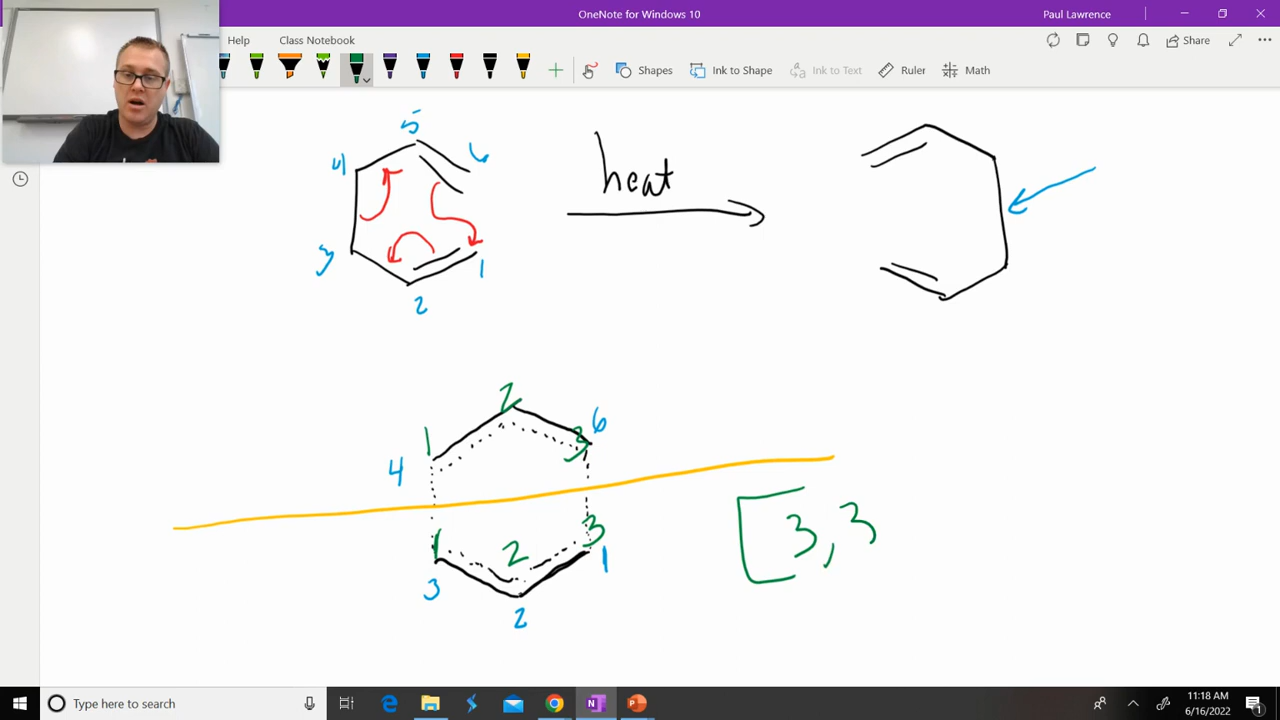 OneNote for Windows 10
Paul Lawrence
Help
Class Notebook
Share
Shapes
Ink to Shape
Ink to Text
Ruler
Math
5
4
6
3
1
2
heat
2
1
3
6
4
1
2
3
3
1
2
[3,3
Type here to search
11:18 AM
6/16/2022
1